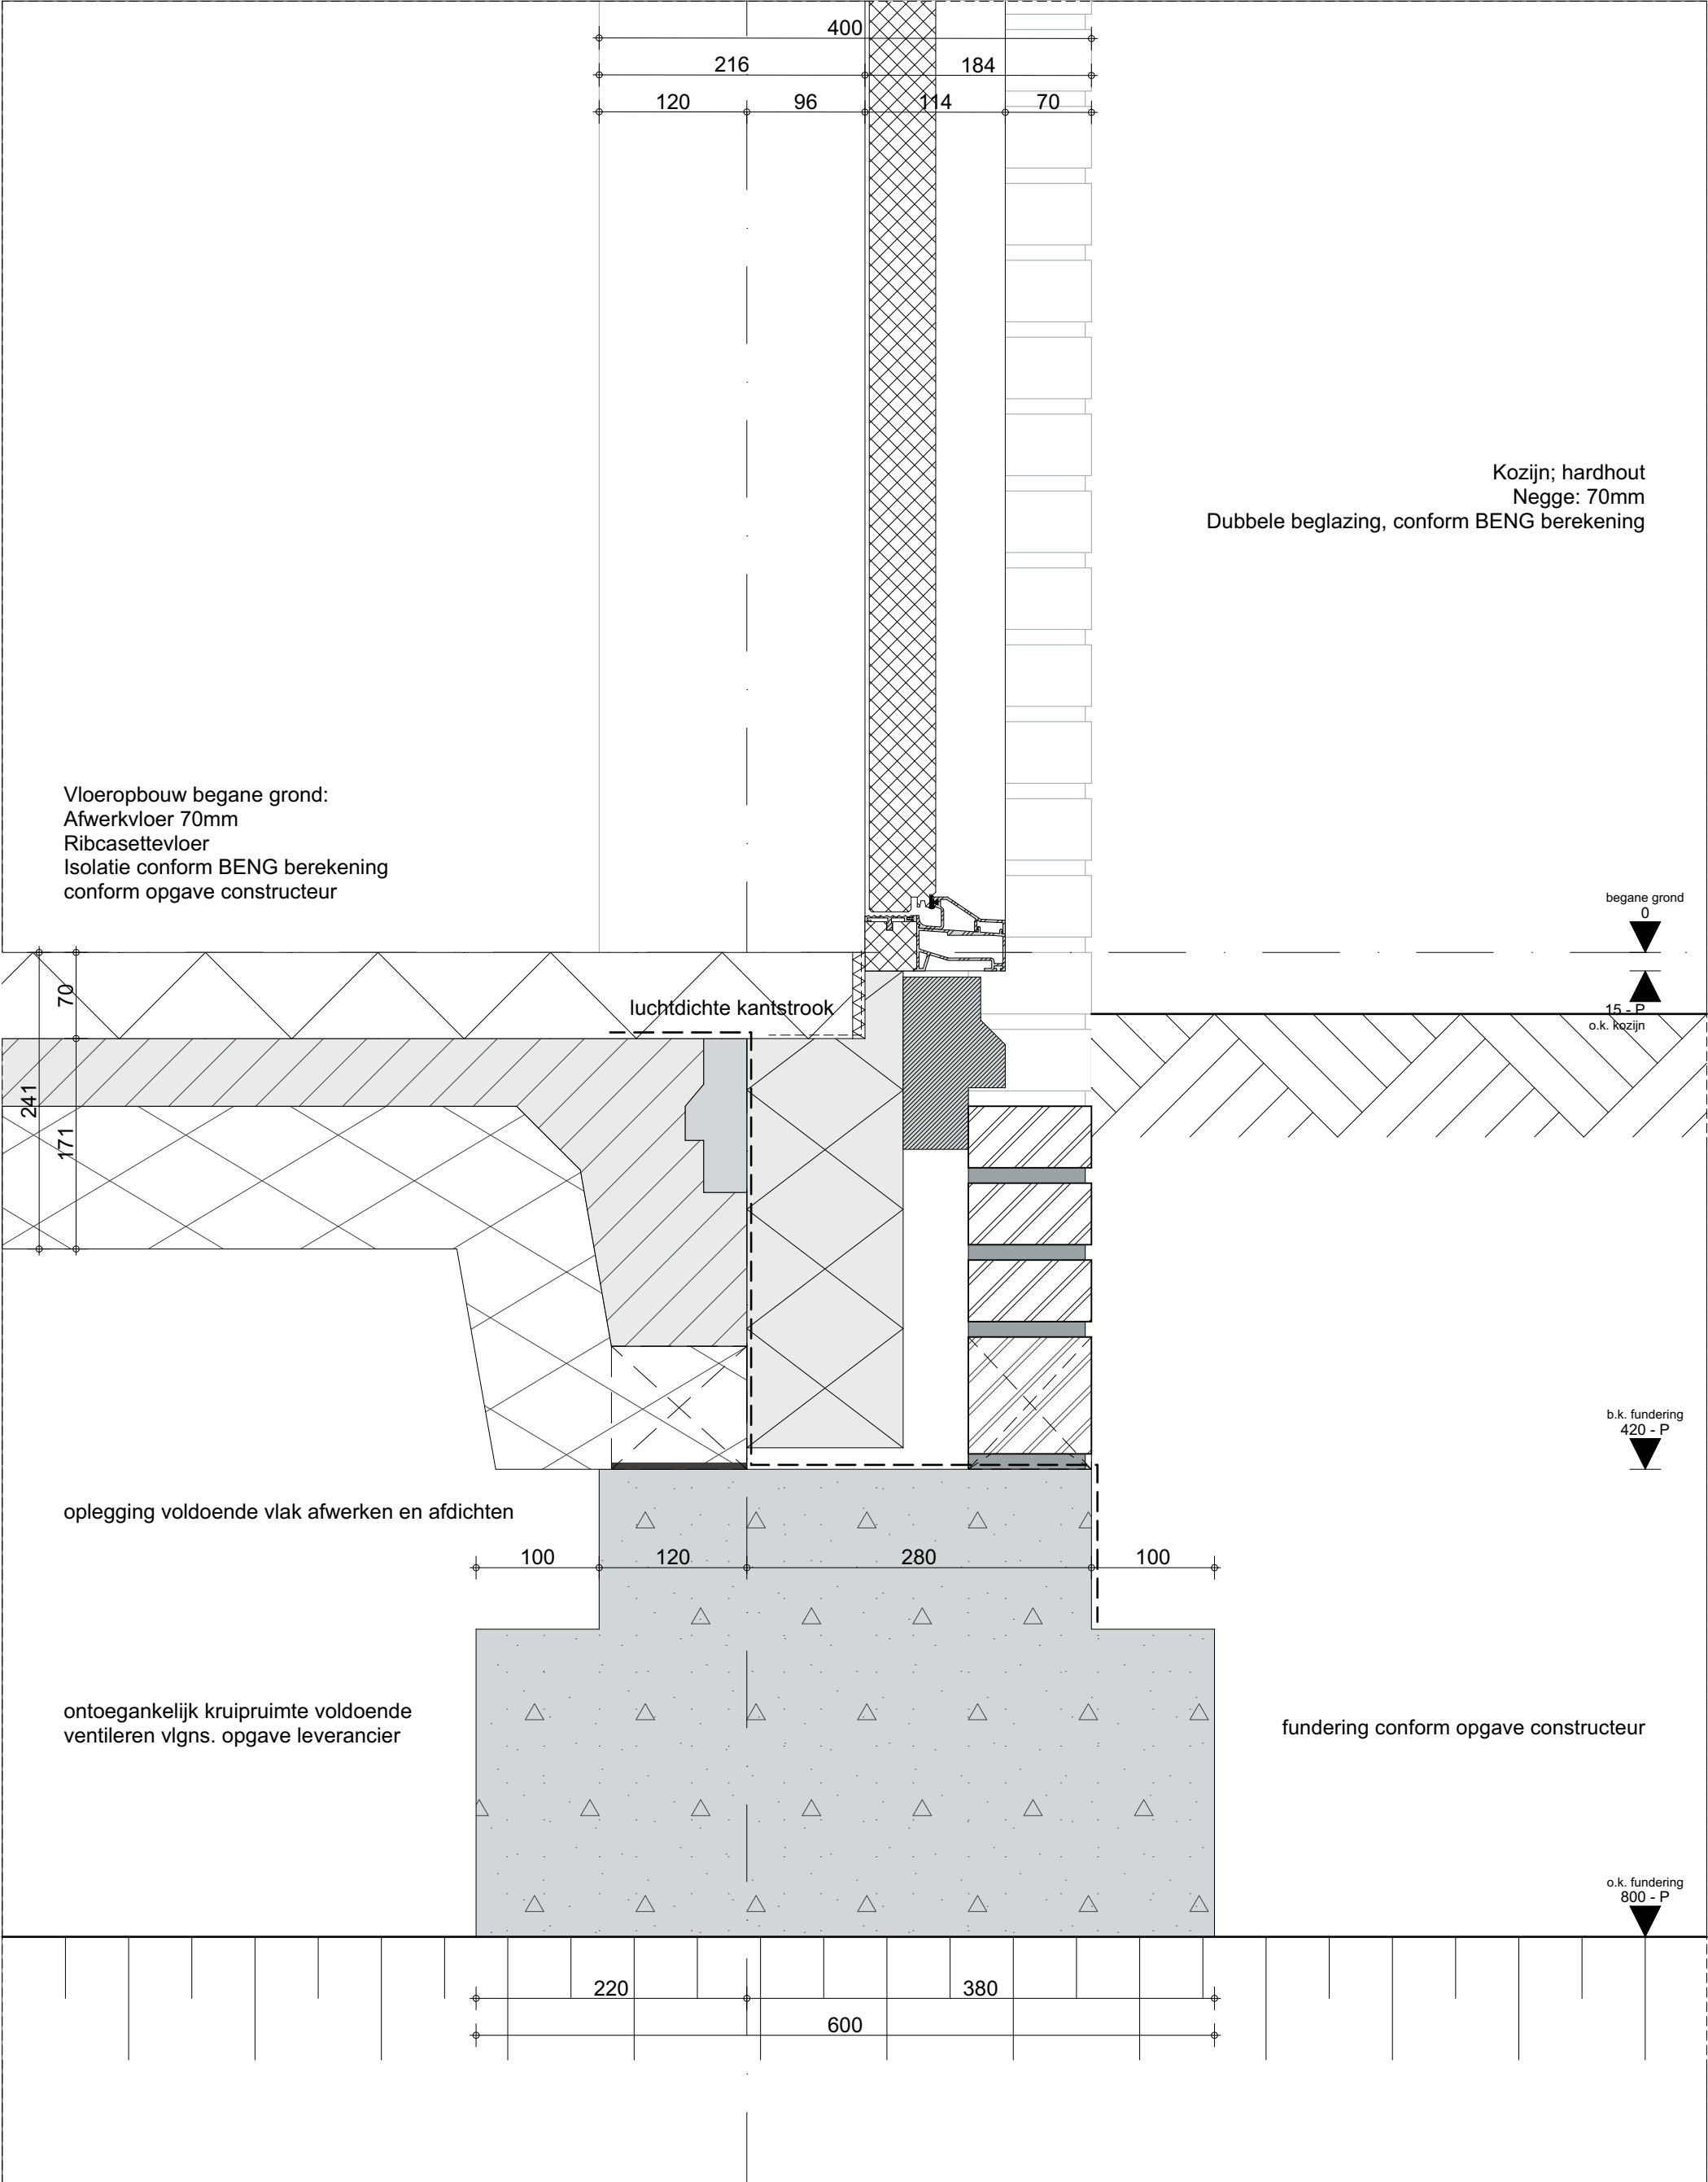 400
216
184
120
96
114
70
Kozijn; hardhout
Negge: 70mm
Dubbele beglazing, conform BENG berekening
Vloeropbouw begane grond:
Afwerkvloer 70mm
Ribcasettevloer
Isolatie conform BENG berekening
conform opgave constructeur
begane grond
0
70
luchtdichte kantstrook
15 - P
o.k. kozijn
241
171
b.k. fundering
420 - P
oplegging voldoende vlak afwerken en afdichten
100
120
280
100
ontoegankelijk kruipruimte voldoende
ventileren vlgns. opgave leverancier
fundering conform opgave constructeur
o.k. fundering
800 - P
220
380
600